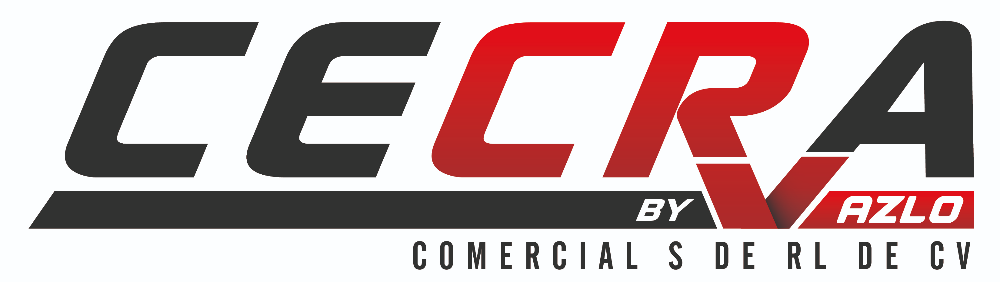 CECRA
BY VAZLO
COMERCIAL S DE RL DE CV